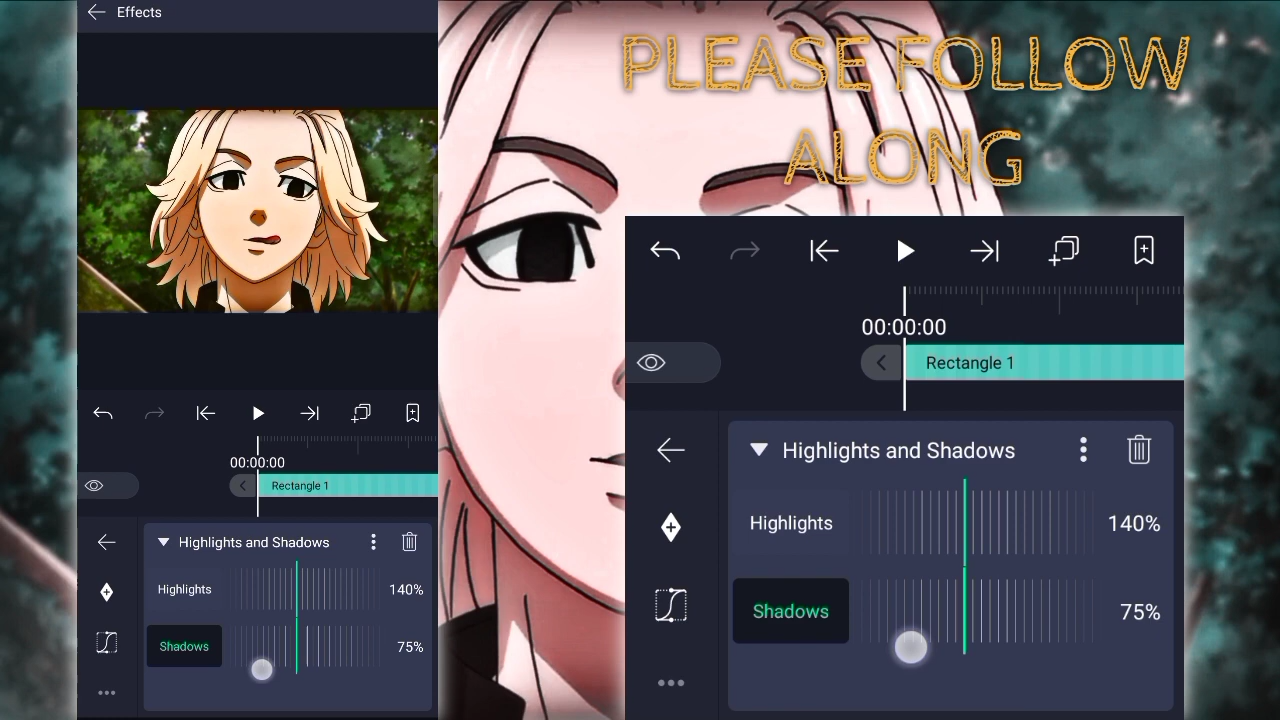 Effects
00:00:00
Rectangle 1
Highlights and Shadows
Highlights
140%
Shadows
75%
PLEASE FOLLOW
ALONG
00:00:00
Rectangle 1
Highlights and Shadows
Highlights
140%
Shadows
75%